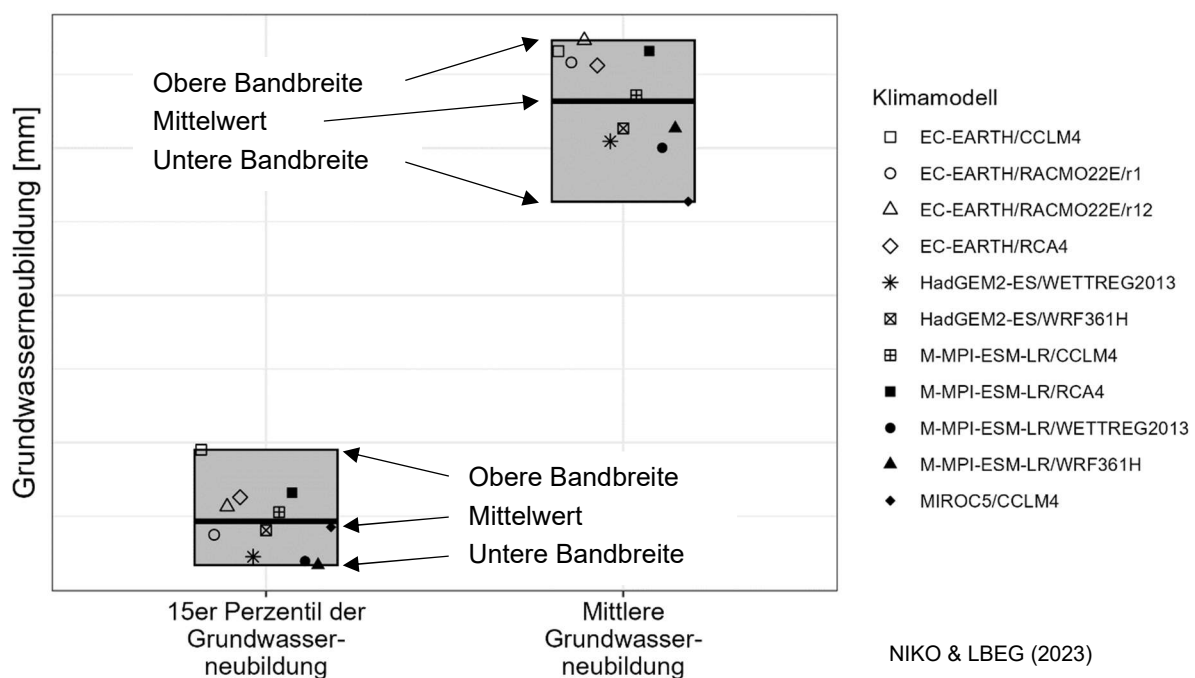 Grundwasserneubildung [mm]
Obere Bandbreite
Mittelwert
Untere Bandbreite
Obere Bandbreite
Mittelwert
Untere Bandbreite
15er Perzentil der
Grundwasser-
neubildung
Mittlere
Grundwasser-
neubildung
Klimamodell
EC-EARTH/CCLM4
EC-EARTH/RACMO22E/r1
EC-EARTH/RACMO22E/r12
EC-EARTH/RCA4
HadGEM2-ES/WETTREG2013
HadGEM2-ES/WRF361H
M-MPI-ESM-LR/CCLM4
M-MPI-ESM-LR/RCA4
M-MPI-ESM-LR/WETTREG2013
M-MPI-ESM-LR/WRF361H
MIROC5/CCLM4
NIKO & LBEG (2023)